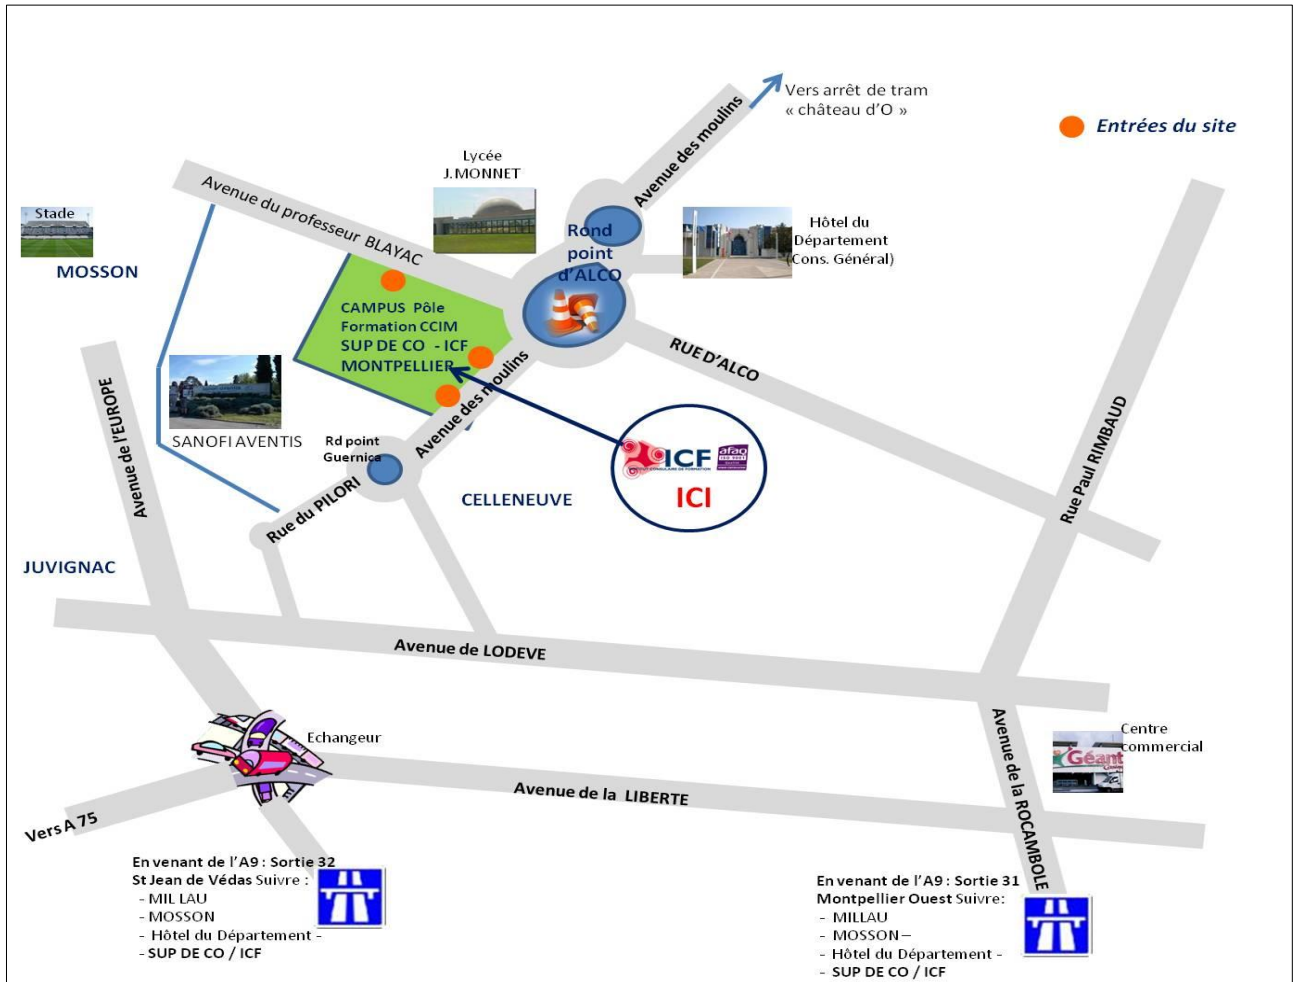 Vers arrêt de tram
« château d'O »
Entrées du site
Avenue des moulins
Lycée
J.MONNET
Avenue du professeur BLAYAC
Stade
MOSSON
Rond
point
d'ALCO
Hôtel du
Département
(Cons. Général)
CAMPUS Pôle
Formation CCIM
SUP DE CO - ICF
MONTPELLIER
RUE D'ALCO
Avenue des moulins
Avenue de l'EUROPE
SANOFI AVENTIS
Rd point
Guernica
Rue du PILORI
CELLENEUVE
ICF
afaq
ICI
Rue Paul RIMBAUD
JUVIGNAC
Avenue de LODEVE
Echangeur
Centre
commercial
Géant
Avenue de la LIBERTE
Avenue de la ROCAMBOLE
Vers A 75
En venant de l'A9 : Sortie 32
St Jean de Védas Suivre :
- MILLAU
- MOSSON
- Hôtel du Département -
- SUP DE CO / ICF
En venant de l'A9 : Sortie 31
Montpellier Ouest Suivre:
- MILLAU
- MOSSON –
- Hôtel du Département -
- SUP DE CO / ICF